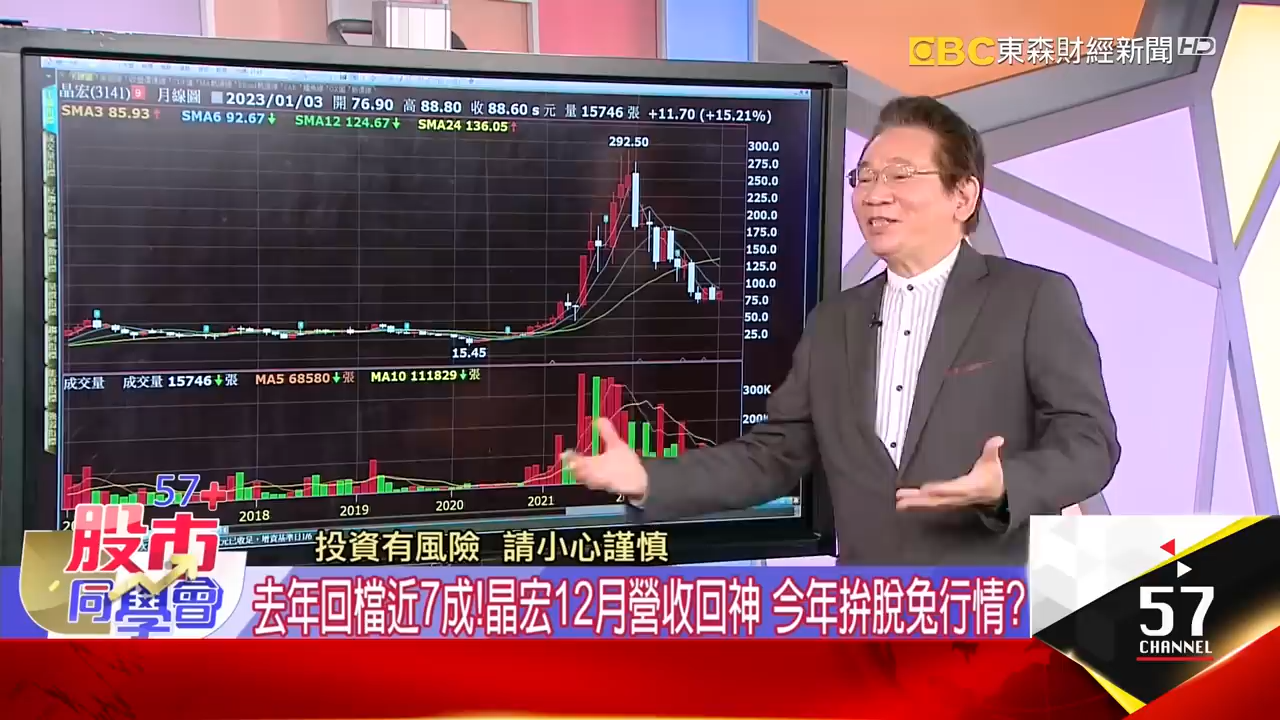 EBC 東森財經新聞 HD
晶宏(3141) 月線圖 2023/01/03 開 76.90 高 88.80 收 88.60 s 元 量 15746 張 +11.70 (+15.21%)
SMA3 85.93↑ SMA6 92.67↓ SMA12 124.67↓ SMA24 136.05↑
292.50
300.0
275.0
250.0
225.0
200.0
175.0
150.0
125.0
100.0
75.0
50.0
25.0
15.45
成交量 成交量 15746↓張 MA5 68580↓張 MA10 111829↓張
300K
200K
2018 2019 2020 2021
57+
股市
同學會
投資有風險 請小心謹慎
去年回檔近7成!晶宏12月營收回神 今年拚脫兔行情?
57
CHANNEL